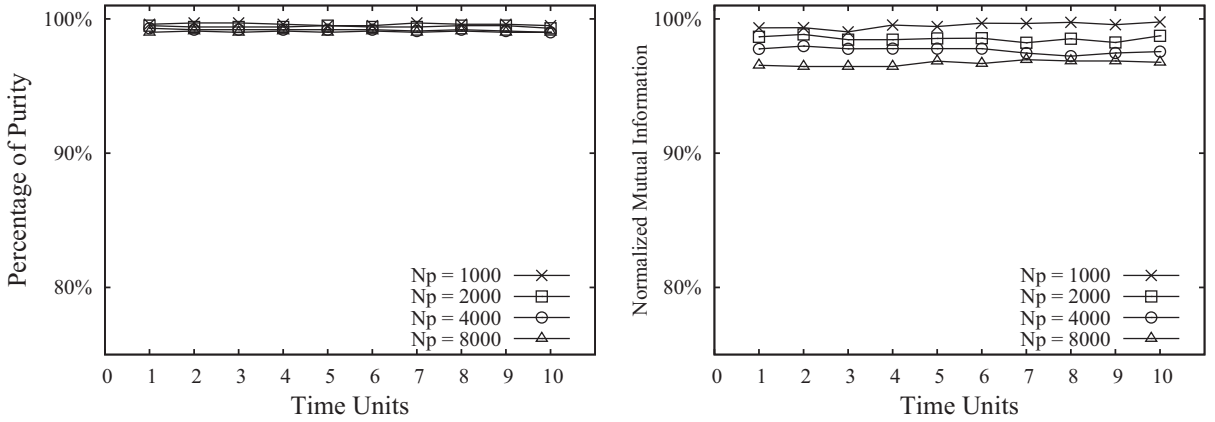 100%
90%
80%
Percentage of Purity
Np = 1000
Np = 2000
Np = 4000
Np = 8000
0 1 2 3 4 5 6 7 8 9 10
Time Units
100%
90%
80%
Normalized Mutual Information
Np = 1000
Np = 2000
Np = 4000
Np = 8000
0 1 2 3 4 5 6 7 8 9 10
Time Units